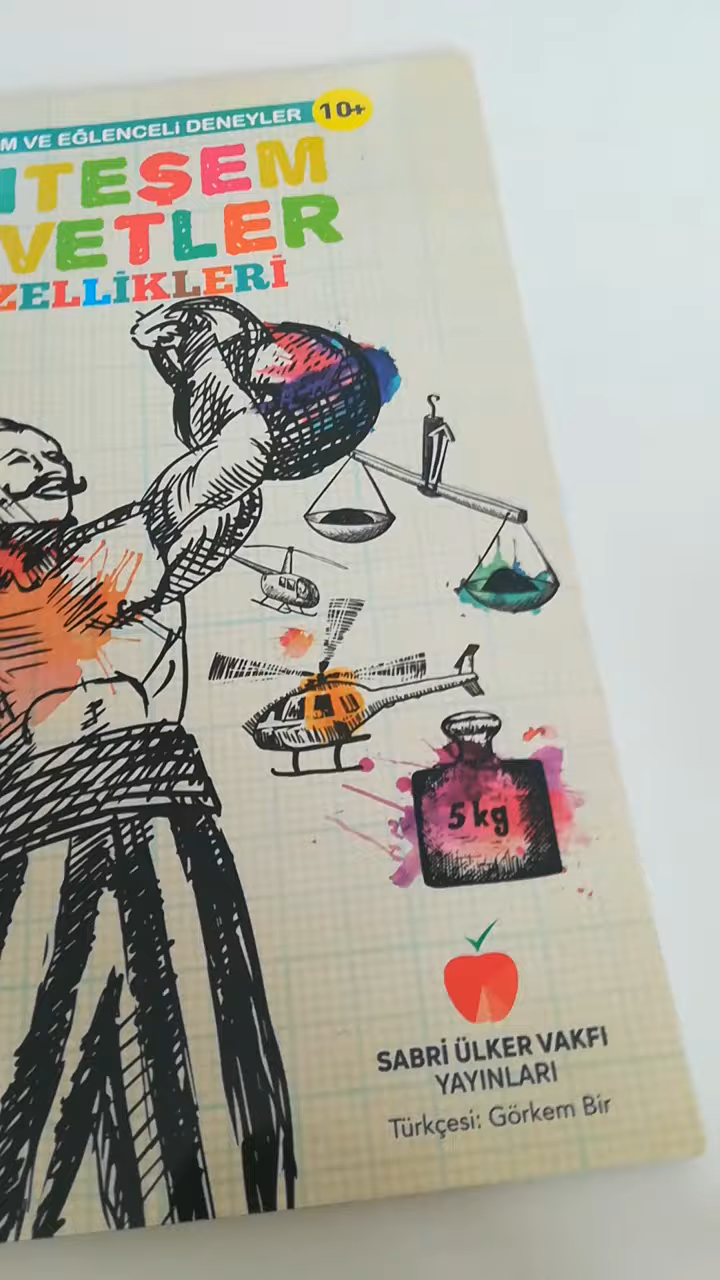 M VE EĞLENCELİ DENEYLER 10+
TEŞEM
VETLER
ZELLİKLERİ
5 kg
SABRİ ÜLKER VAKFI
YAYINLARI
Türkçesi: Görkem Bir